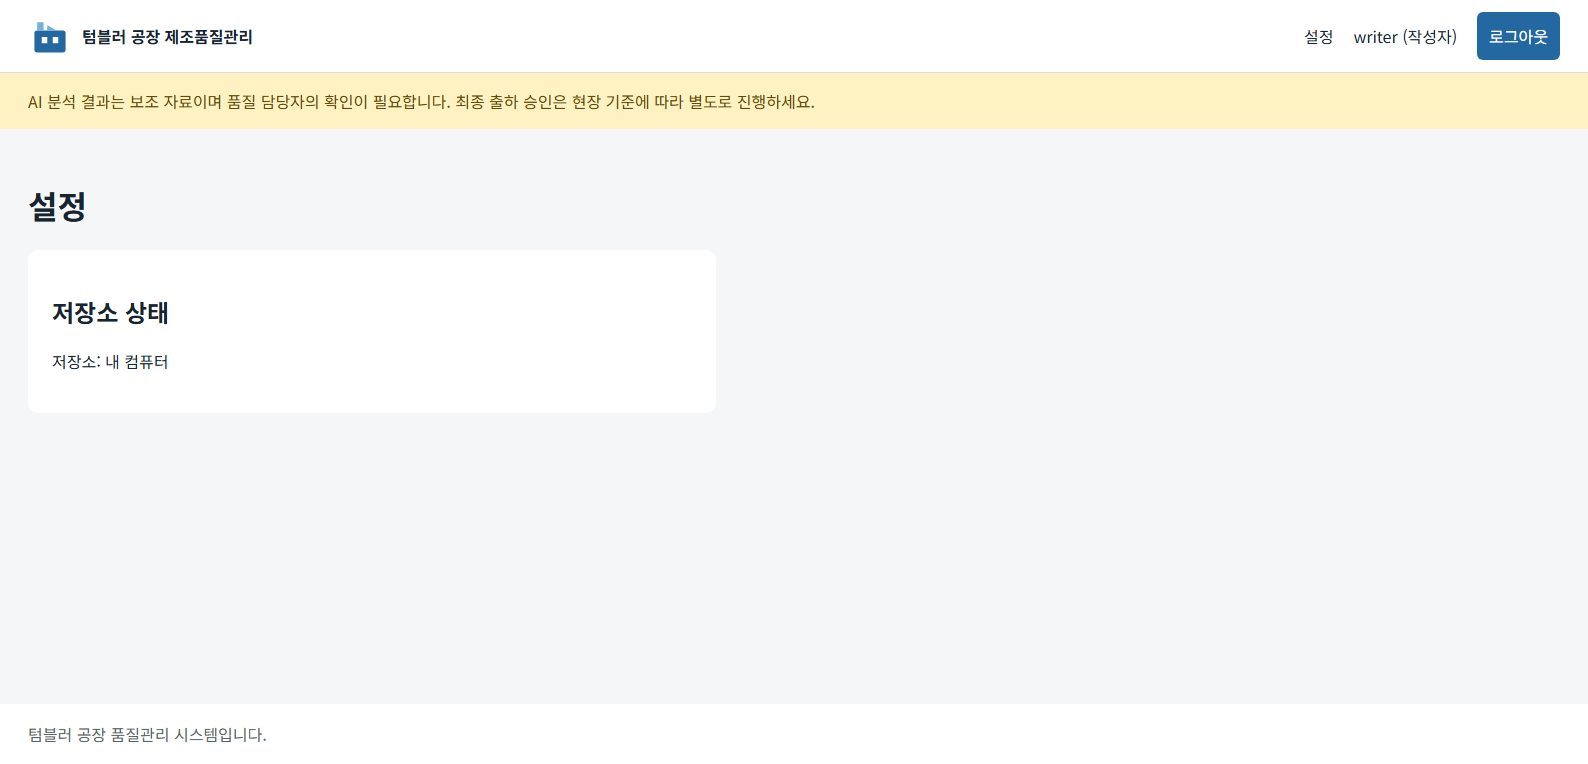 텀블러 공장 제조품질관리
설정
writer (작성자)
로그아웃
AI 분석 결과는 보조 자료이며 품질 담당자의 확인이 필요합니다. 최종 출하 승인은 현장 기준에 따라 별도로 진행하세요.
설정
저장소 상태
저장소: 내 컴퓨터
텀블러 공장 품질관리 시스템입니다.